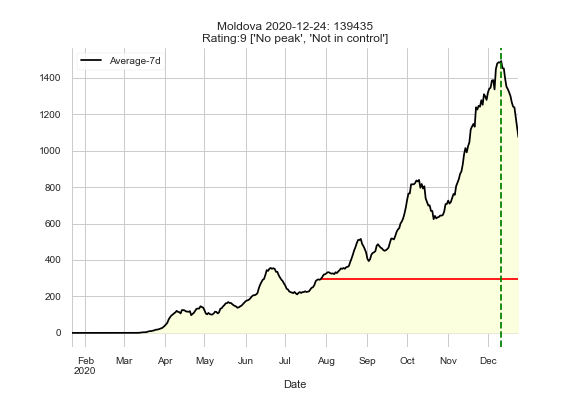 Moldova 2020-12-24: 139435
Rating:9 ['No peak', 'Not in control']
Average-7d
1400
1200
1000
800
600
400
200
0
Feb Mar Apr May Jun Jul Aug Sep Oct Nov Dec
2020
Date